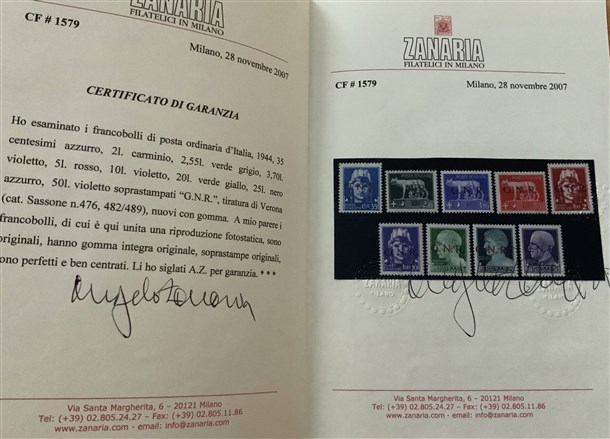 ZANARIA
FILATELICI IN MILANO
CF # 1579
Milano, 28 novembre 2007
CERTIFICATO DI GARANZIA
Ho esaminato i francobolli di posta ordinaria d'Italia, 1944, 35
centesimi azzurro, 2l. carminio, 2,55l. verde grigio, 3,70l.
violetto, 5l. rosso, 10l. violetto, 20l. verde giallo, 25l. nero
azzurro, 50l. violetto soprastampati "G.N.R.", tiratura di Verona
(cat. Sassone n.476, 482/489), nuovi con gomma. A mio parere i
francobolli, di cui è qui unita una riproduzione fotostatica, sono
originali, hanno gomma integra originale, soprastampe originali,
sono perfetti e ben centrati. Li ho siglati A.Z. per garanzia. ***
Angelo Zanaria
Via Santa Margherita, 6 – 20121 Milano
Tel: (+39) 02.805.24.27 – Fax: (+39) 02.805.11.86
www.zanaria.com - email: info@zanaria.com
ZANARIA
FILATELICI IN MILANO
CF # 1579
Milano, 28 novembre 2007
G.N.R.
ZANARIA
MILANO
Via Santa Margherita, 6 – 20121 Milano
Tel: (+39) 02.805.24.27 – Fax: (+39) 02.805.11.86
www.zanaria.com - email: info@zanaria.com